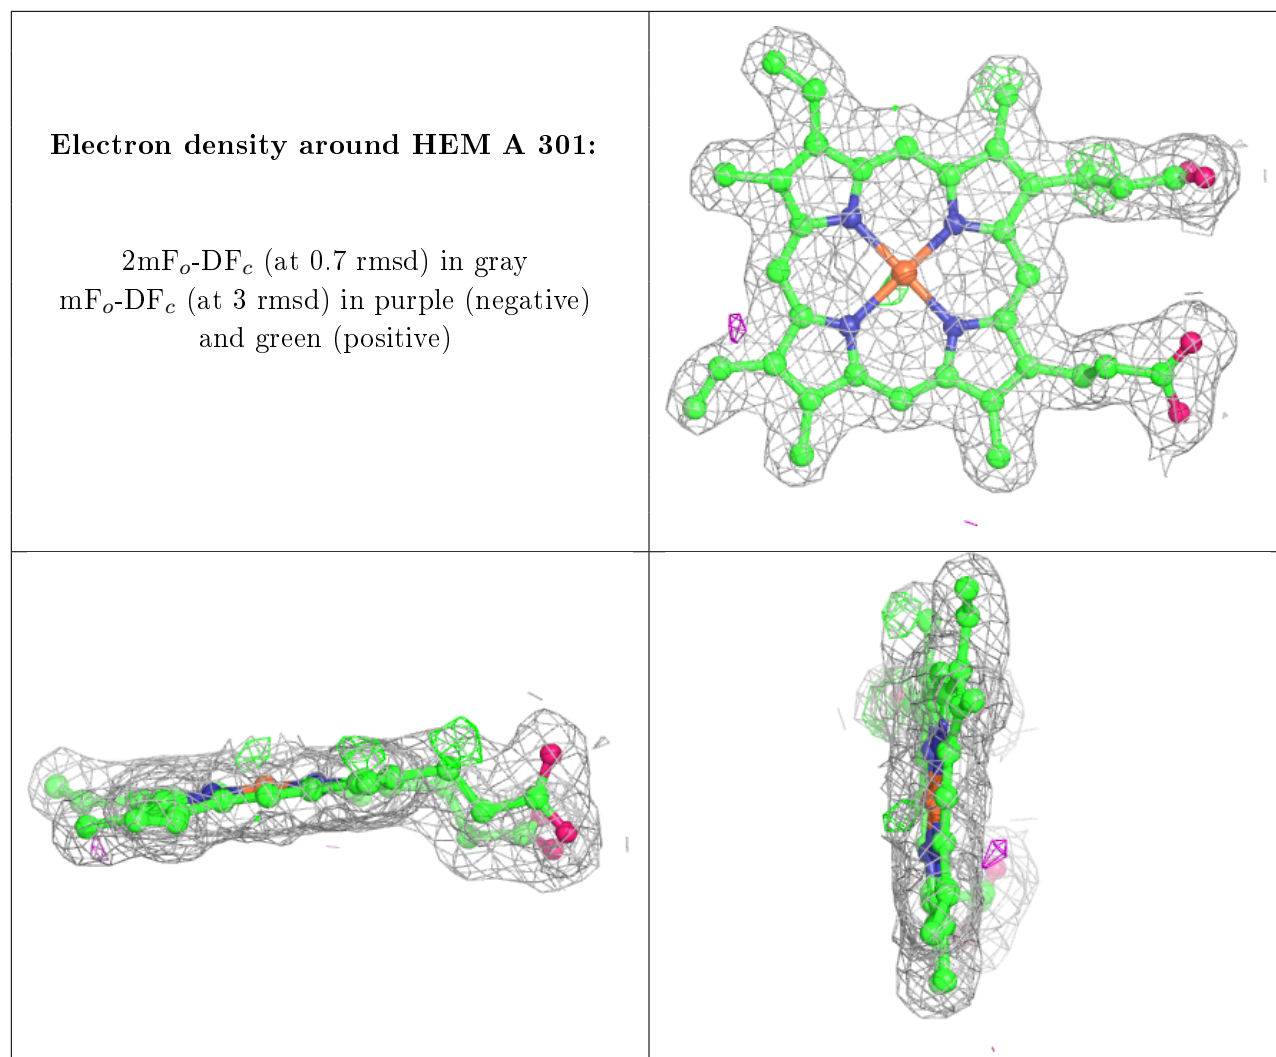 Electron density around HEM A 301:
2mFo-DFc (at 0.7 rmsd) in gray
mFo-DFc (at 3 rmsd) in purple (negative)
and green (positive)